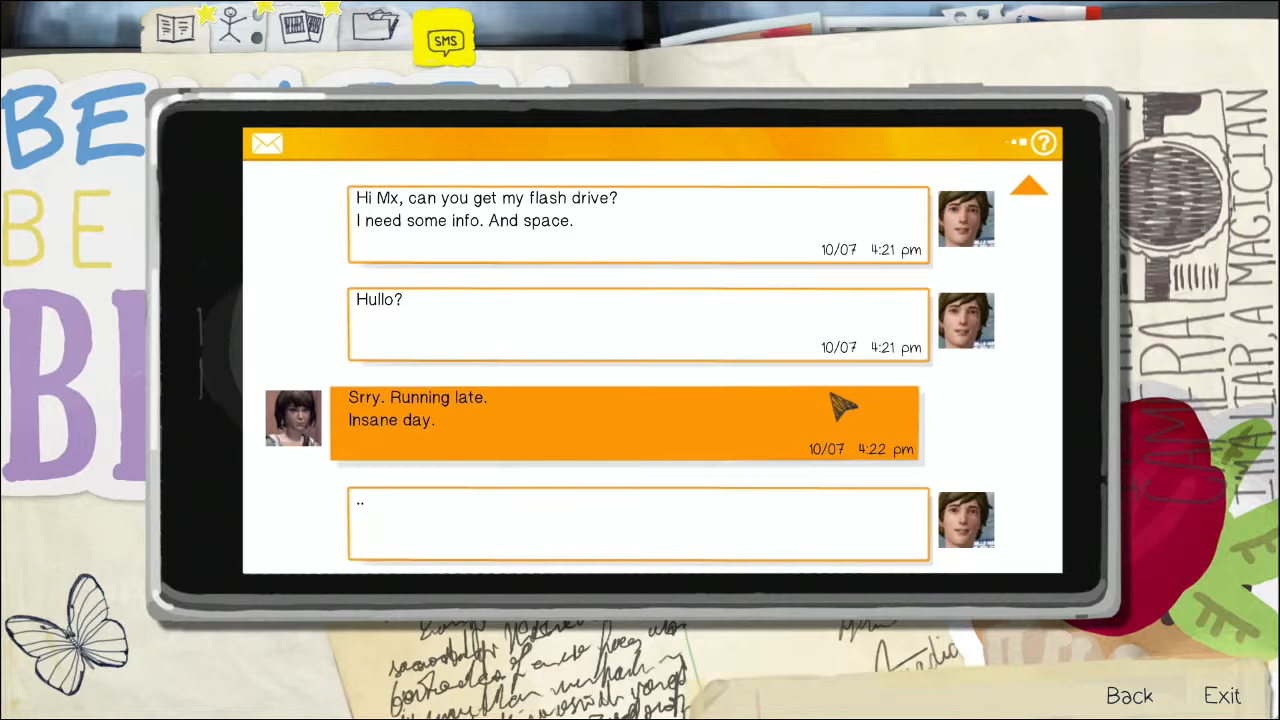 SMS
BE
BE
Hi Mx, can you get my flash drive?
I need some info. And space.
10/07 4:21 pm
Hullo?
10/07 4:21 pm
Srry. Running late.
Insane day.
10/07 4:22 pm
..
CAMERA
I'M A LIAR, A MAGICIAN
Back
Exit